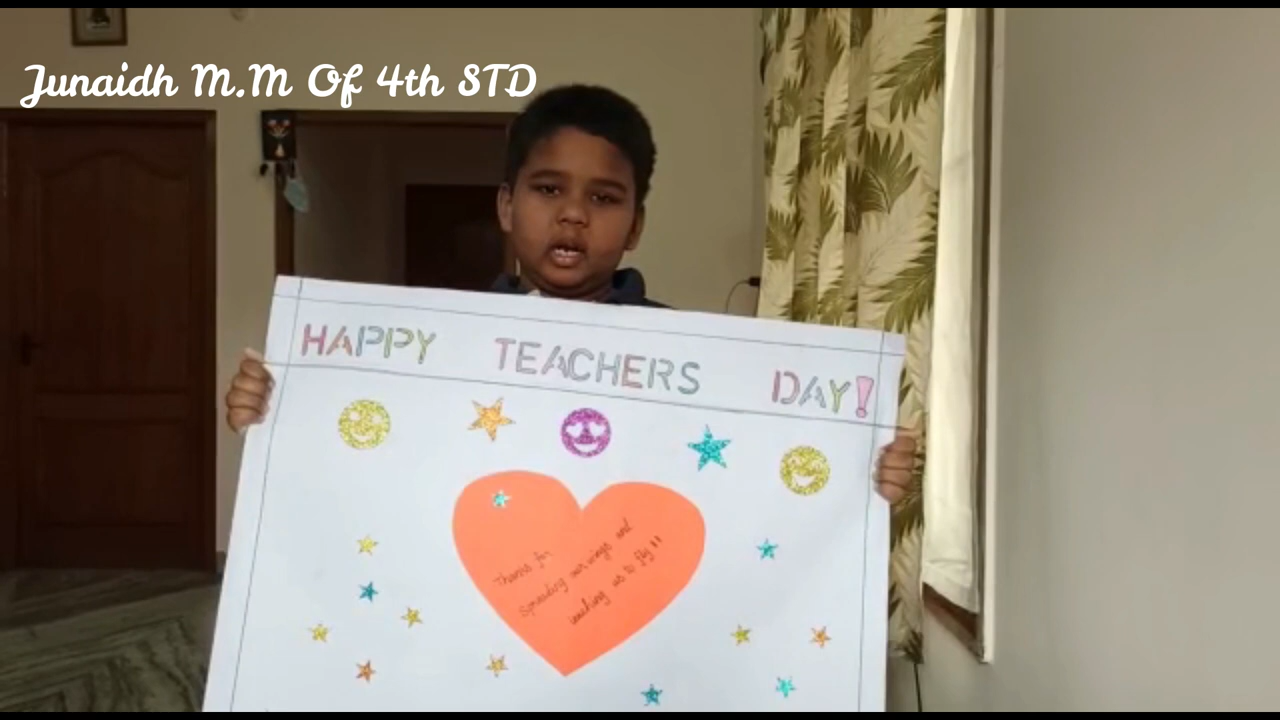 Junaidh M.M Of 4th STD
HAPPY TEACHERS DAY!
Thanks for
spreading our wings and
teaching us to fly!!